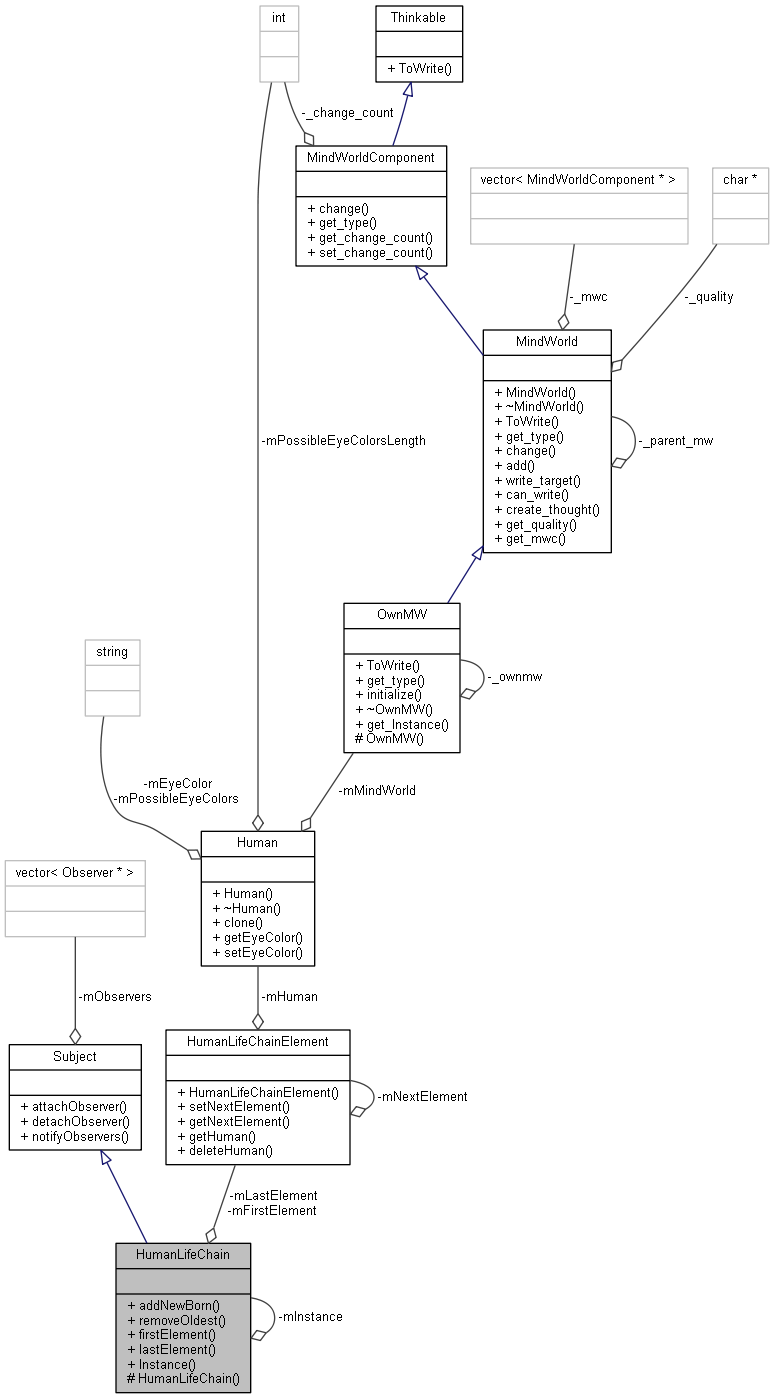 int
Thinkable
+ ToWrite()
-_change_count
MindWorldComponent
+ change()
+ get_type()
+ get_change_count()
+ set_change_count()
vector< MindWorldComponent * >
char *
-_mwc
-_quality
MindWorld
+ MindWorld()
+ ~MindWorld()
+ ToWrite()
+ get_type()
+ change()
+ add()
+ write_target()
+ can_write()
+ create_thought()
+ get_quality()
+ get_mwc()
-_parent_mw
-mPossibleEyeColorsLength
OwnMW
+ ToWrite()
+ get_type()
+ initialize()
+ ~OwnMW()
+ get_Instance()
# OwnMW()
-_ownmw
string
-mEyeColor
-mPossibleEyeColors
-mMindWorld
Human
+ Human()
+ ~Human()
+ clone()
+ getEyeColor()
+ setEyeColor()
vector< Observer * >
-mObservers
-mHuman
Subject
+ attachObserver()
+ detachObserver()
+ notifyObservers()
HumanLifeChainElement
+ HumanLifeChainElement()
+ setNextElement()
+ getNextElement()
+ getHuman()
+ deleteHuman()
-mNextElement
-mLastElement
-mFirstElement
HumanLifeChain
+ addNewBorn()
+ removeOldest()
+ firstElement()
+ lastElement()
+ Instance()
# HumanLifeChain()
-mInstance